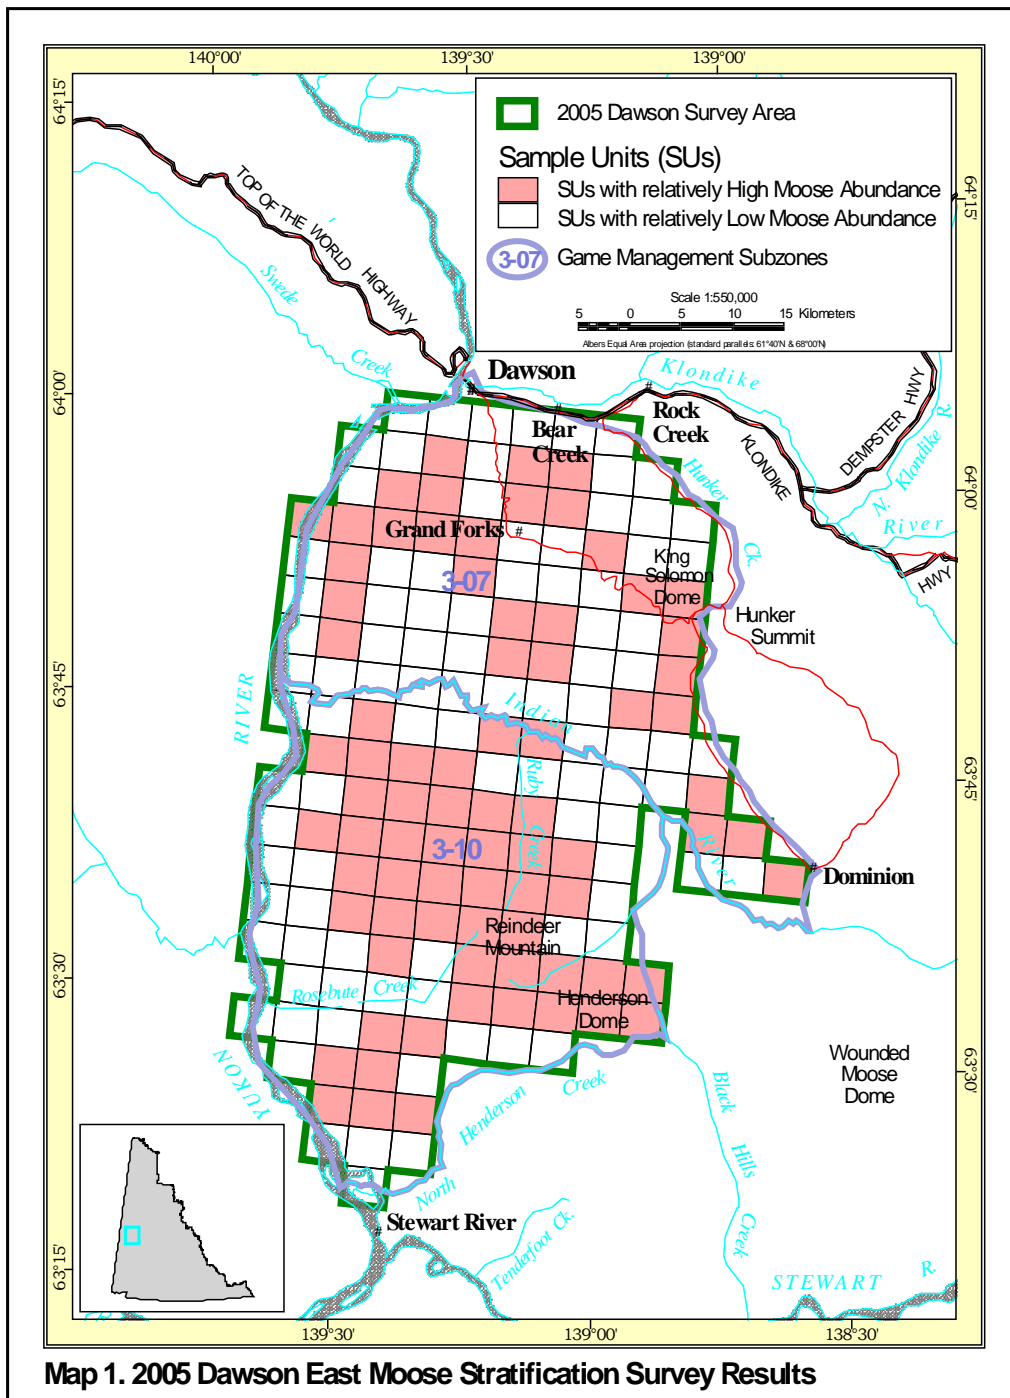 140°00'
139°30'
139°00'
64°15'
64°15'
2005 Dawson Survey Area
Sample Units (SUs)
SUs with relatively High Moose Abundance
SUs with relatively Low Moose Abundance
3-07
Game Management Subzones
Scale 1:550,000
5 0 5 10 15 Kilometers
Albers Equal Area projection (standard parallels: 61°40'N & 68°00'N)
TOP OF THE WORLD HIGHWAY
Swede Creek
Dawson
Klondike
Rock
Creek
Bear
Creek
KLONDIKE
DEMPSTER HWY
N. Klondike R.
River
HWY
64°00'
64°00'
Hunker Ck.
Grand Forks
3-07
King
Solomon
Dome
Hunker
Summit
63°45'
63°45'
RIVER
Indian
River
Ruby Creek
3-10
Dominion
Reindeer
Mountain
Rosebute Creek
Henderson
Dome
63°30'
63°30'
YUKON
Wounded
Moose
Dome
North Henderson Creek
Black Hills Creek
Stewart River
Tenderfoot Ck.
STEWART R.
63°15'
139°30'
139°00'
138°30'
Map 1. 2005 Dawson East Moose Stratification Survey Results